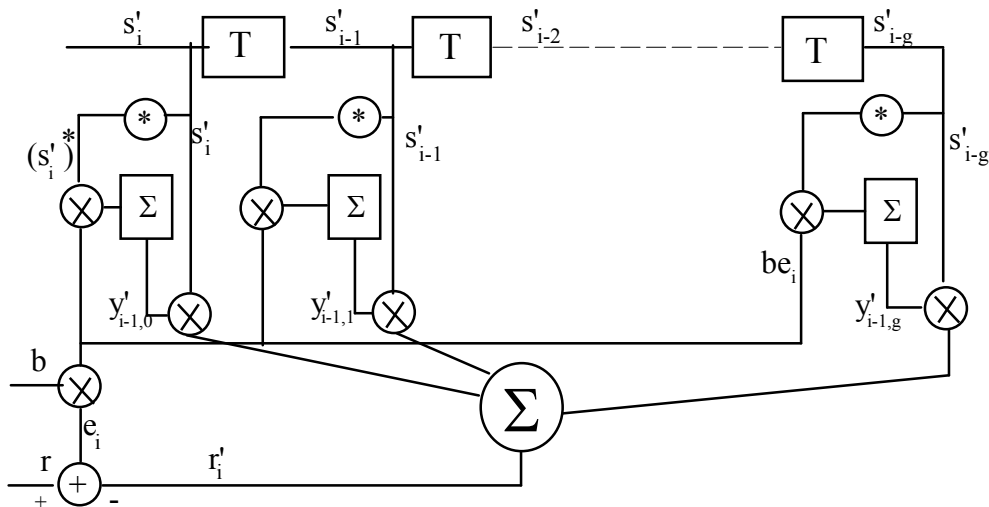 s'i T s'i-1 T s'i-2 T s'i-g
* * *
(s'i)* s'i s'i-1 s'i-g
Σ Σ Σ
bei
y'i-1,0 y'i-1,1 y'i-1,g
b
Σ
ei
r r'i
+ + -